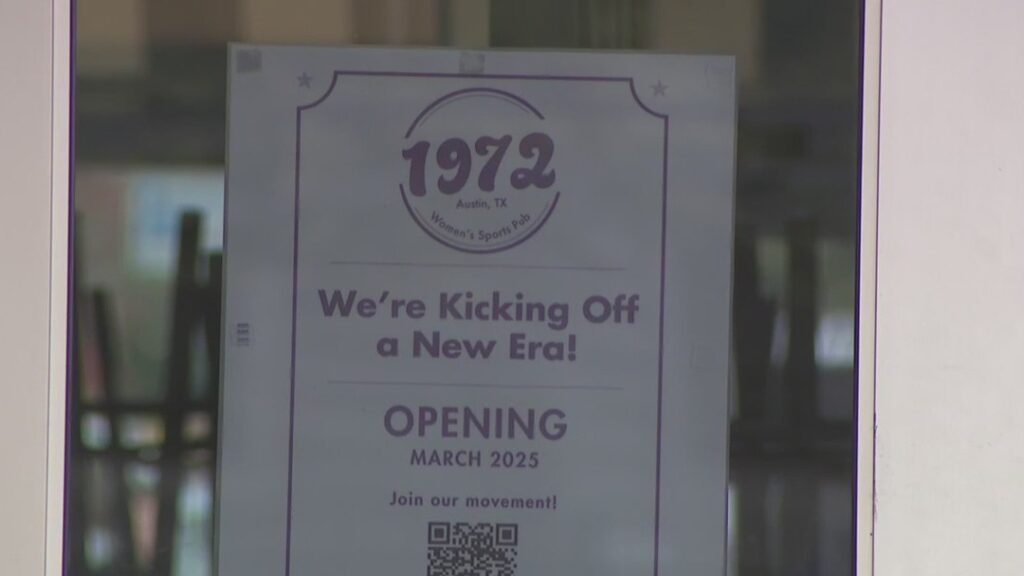 1972
Austin, TX
Women's Sports Pub
We're Kicking Off
a New Era!
OPENING
MARCH 2025
Join our movement!